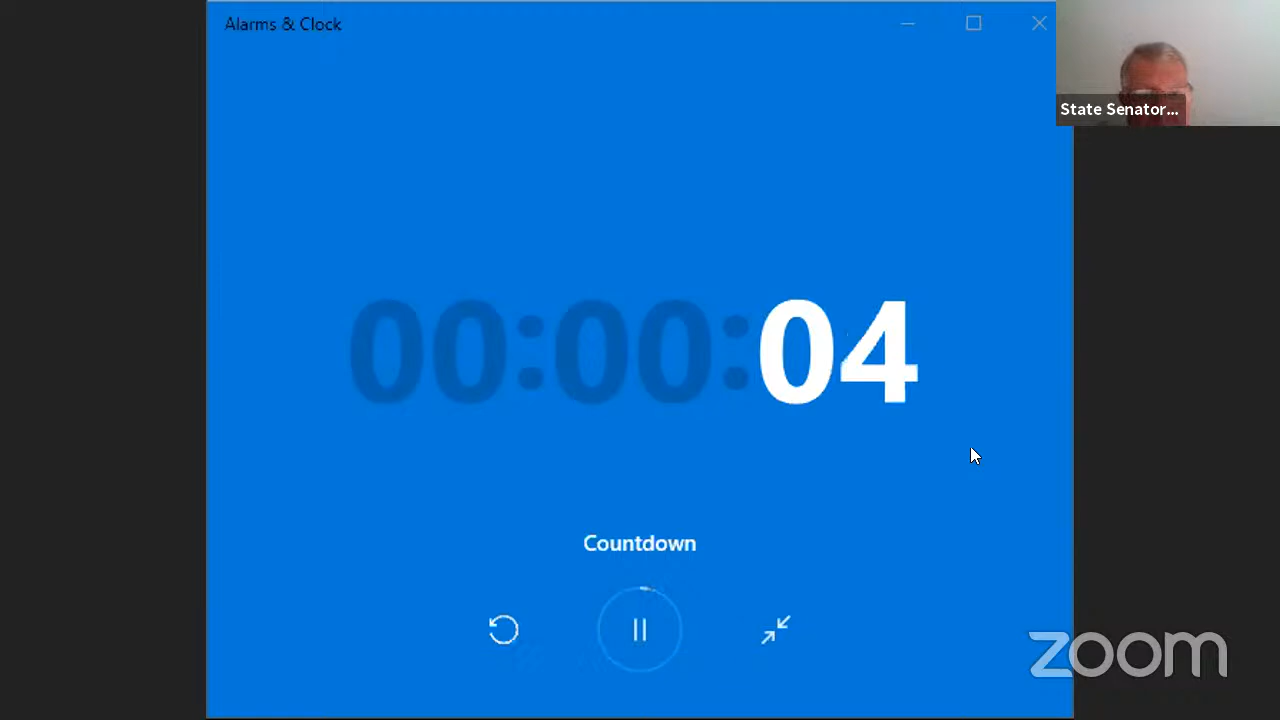 Alarms & Clock
State Senator...
00:00:04
Countdown
zoom